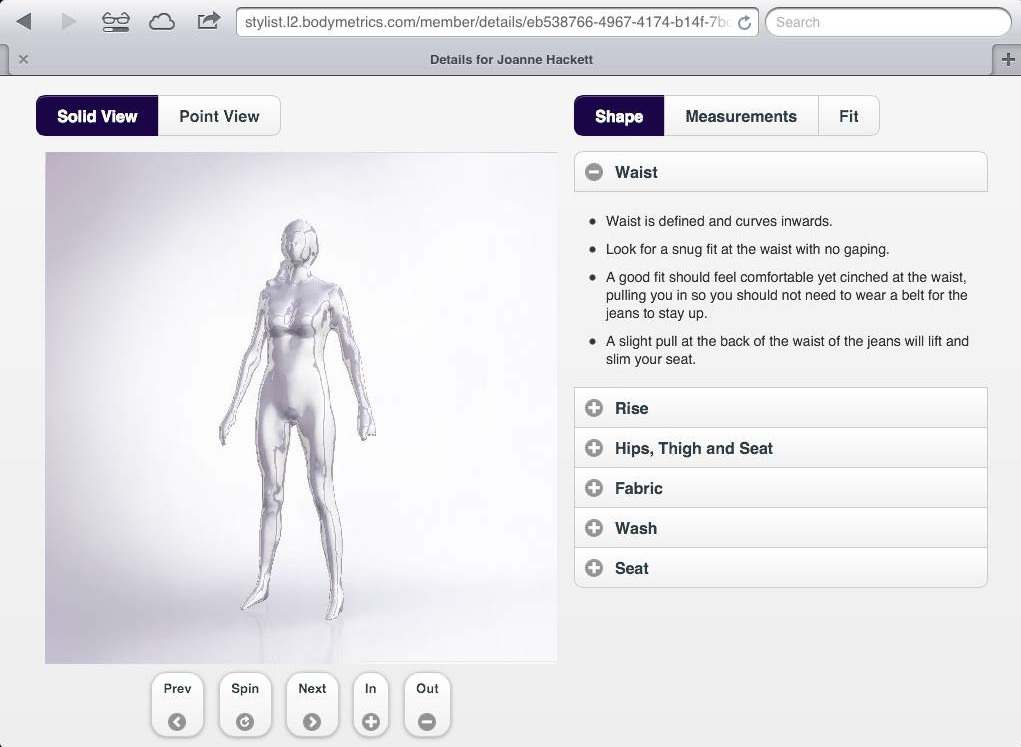 stylist.l2.bodymetrics.com/member/details/eb538766-4967-4174-b14f-7b
Search
Details for Joanne Hackett
Solid View
Point View
Shape
Measurements
Fit
Waist
Waist is defined and curves inwards.
Look for a snug fit at the waist with no gaping.
A good fit should feel comfortable yet cinched at the waist,
pulling you in so you should not need to wear a belt for the
jeans to stay up.
A slight pull at the back of the waist of the jeans will lift and
slim your seat.
Rise
Hips, Thigh and Seat
Fabric
Wash
Seat
Prev
Spin
Next
In
Out